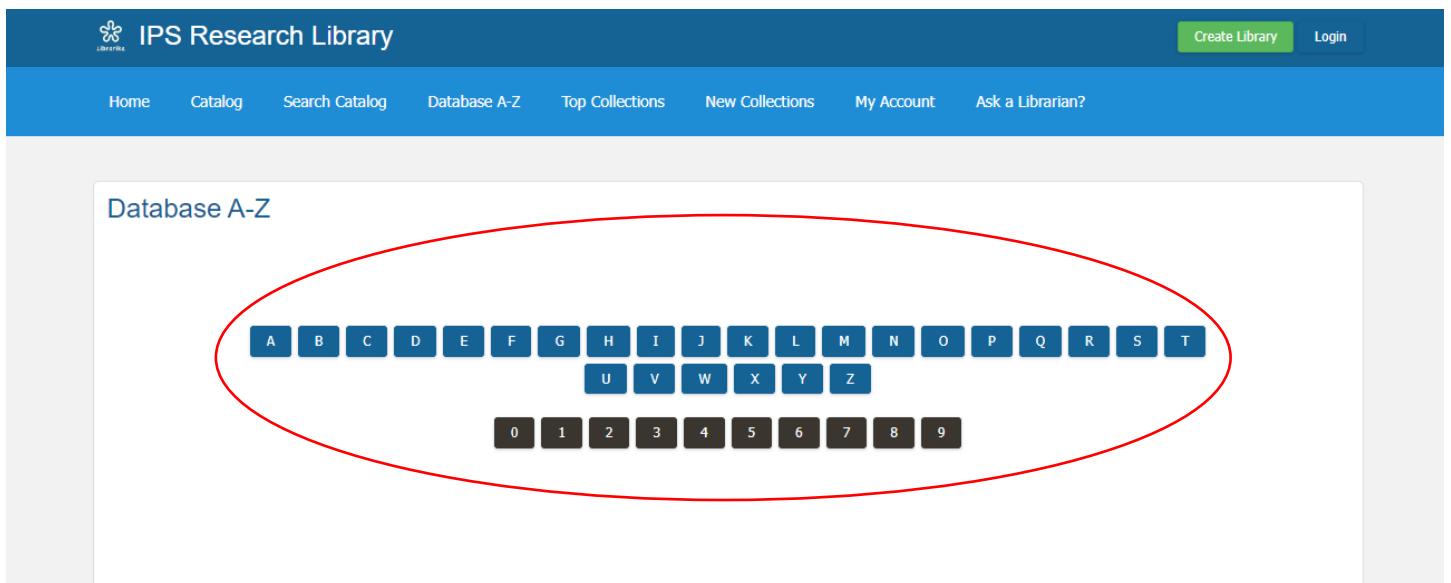 IPS Research Library
Librarika
Create Library Login
Home Catalog Search Catalog Database A-Z Top Collections New Collections My Account Ask a Librarian?
Database A-Z
A B C D E F G H I J K L M N O P Q R S T
U V W X Y Z
0 1 2 3 4 5 6 7 8 9